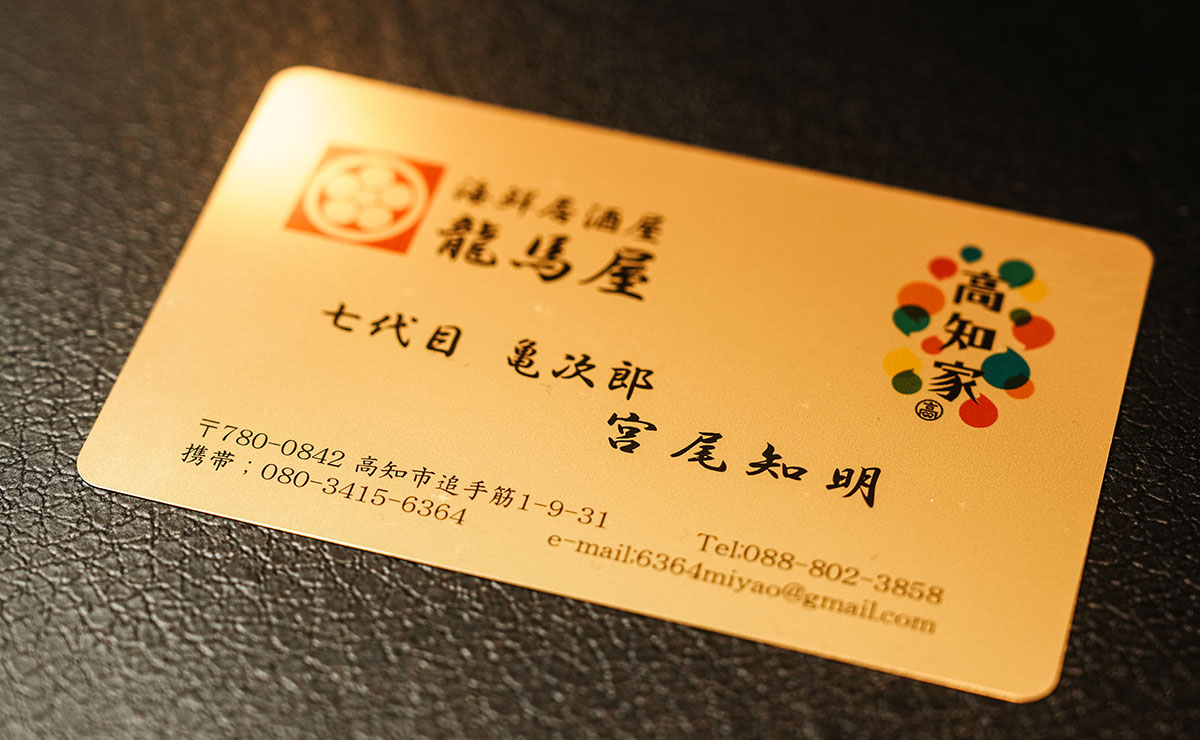 海鮮居酒屋
龍馬屋
高知家
高
七代目 亀次郎
宮尾知明
〒780-0842 高知市追手筋1-9-31
携帯；080-3415-6364
Tel:088-802-3858
e-mail:6364miyao@gmail.com